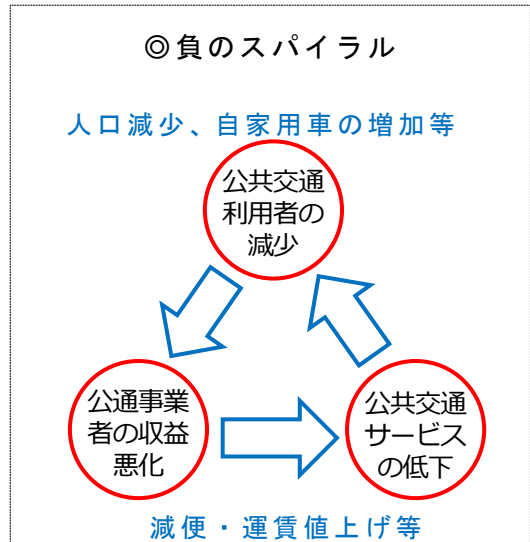 ◎負のスパイラル
人口減少、自家用車の増加等
公共交通
利用者の
減少
公通事業
者の収益
悪化
公共交通
サービス
の低下
減便・運賃値上げ等